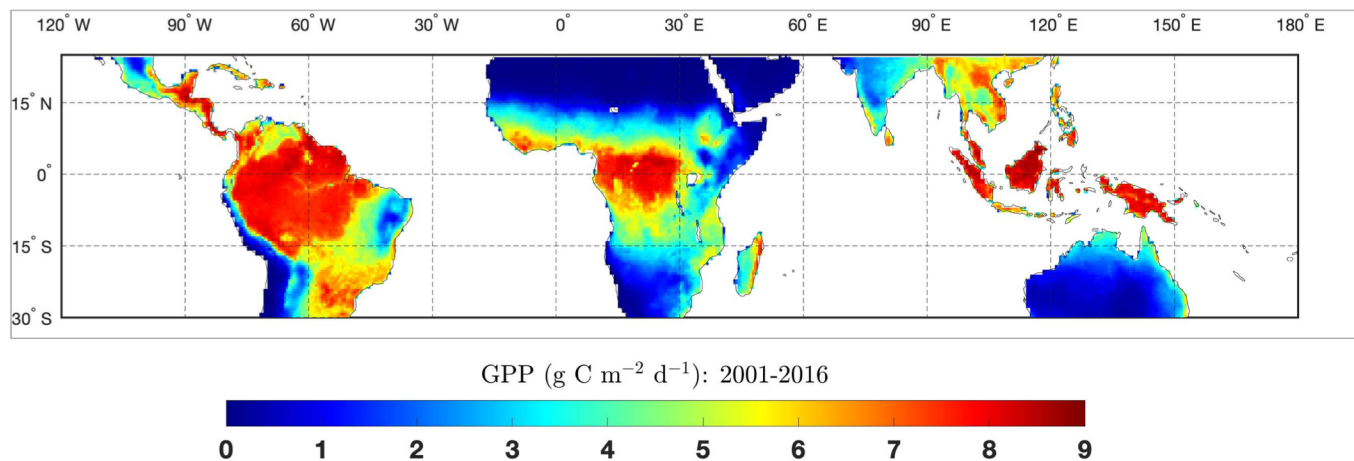 120° W 90° W 60° W 30° W 0° 30° E 60° E 90° E 120° E 150° E 180° E
15° N
0°
15° S
30° S
GPP (g C m⁻² d⁻¹): 2001-2016
0 1 2 3 4 5 6 7 8 9